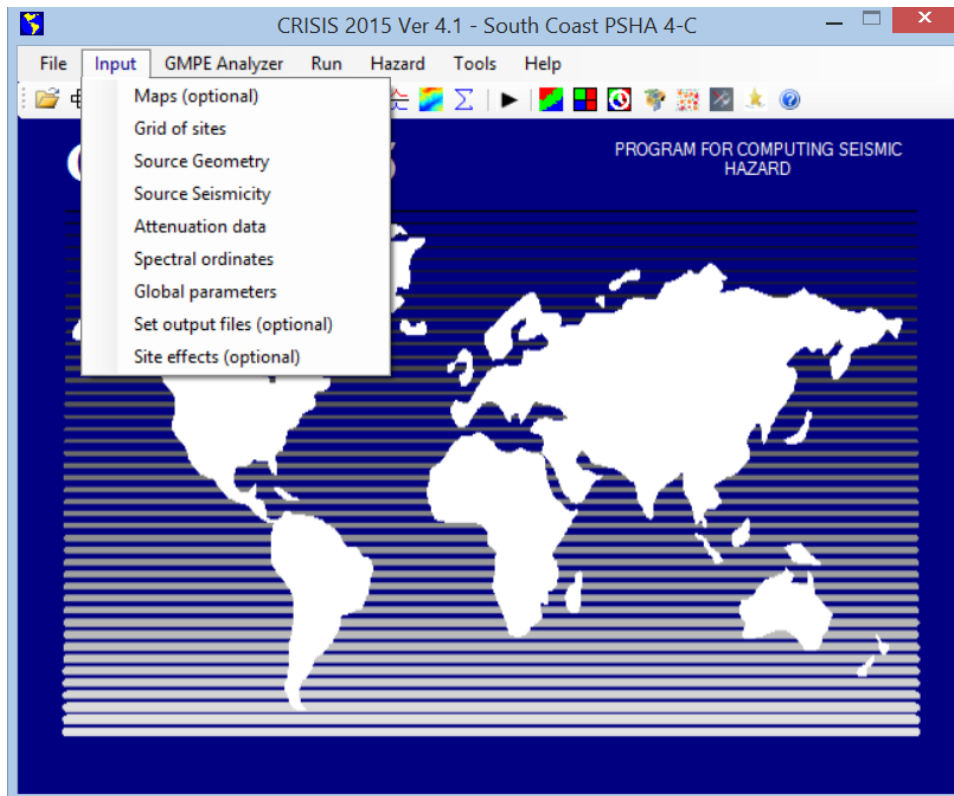 CRISIS 2015 Ver 4.1 - South Coast PSHA 4-C
File Input GMPE Analyzer Run Hazard Tools Help
Maps (optional)
Grid of sites
Source Geometry
Source Seismicity
Attenuation data
Spectral ordinates
Global parameters
Set output files (optional)
Site effects (optional)
PROGRAM FOR COMPUTING SEISMIC
HAZARD